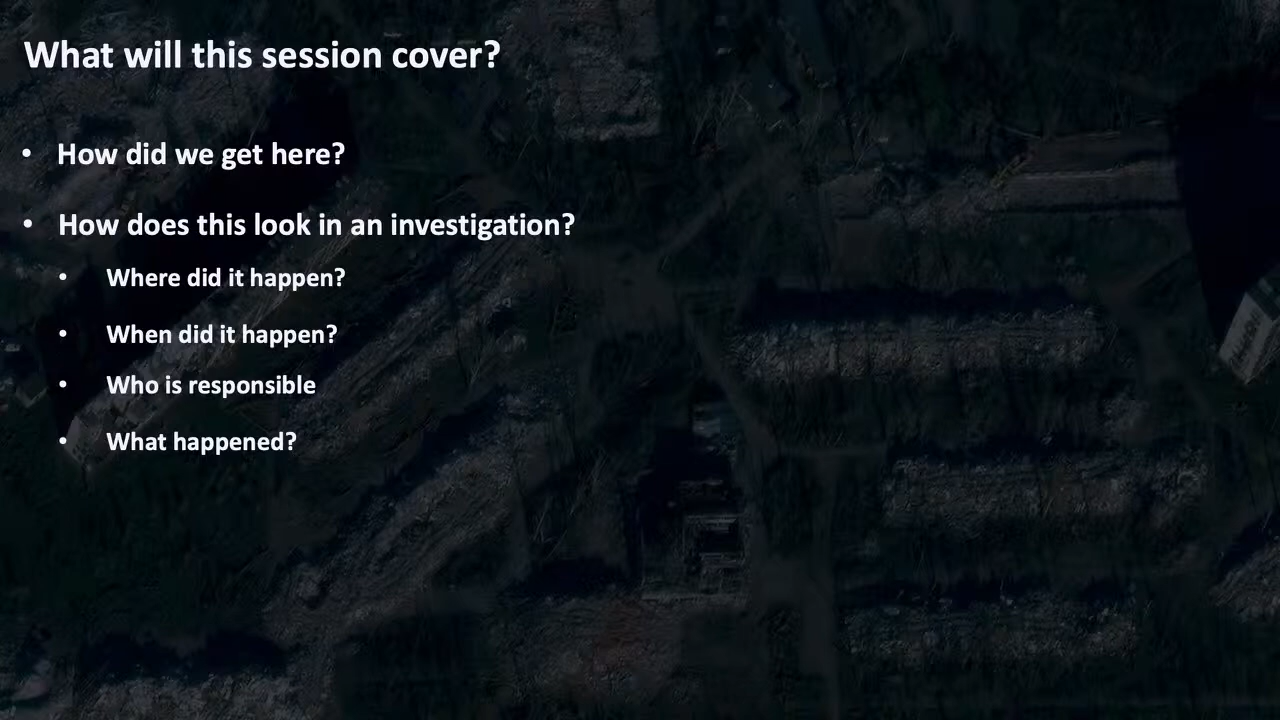 What will this session cover?
• How did we get here?
• How does this look in an investigation?
• Where did it happen?
• When did it happen?
• Who is responsible
• What happened?